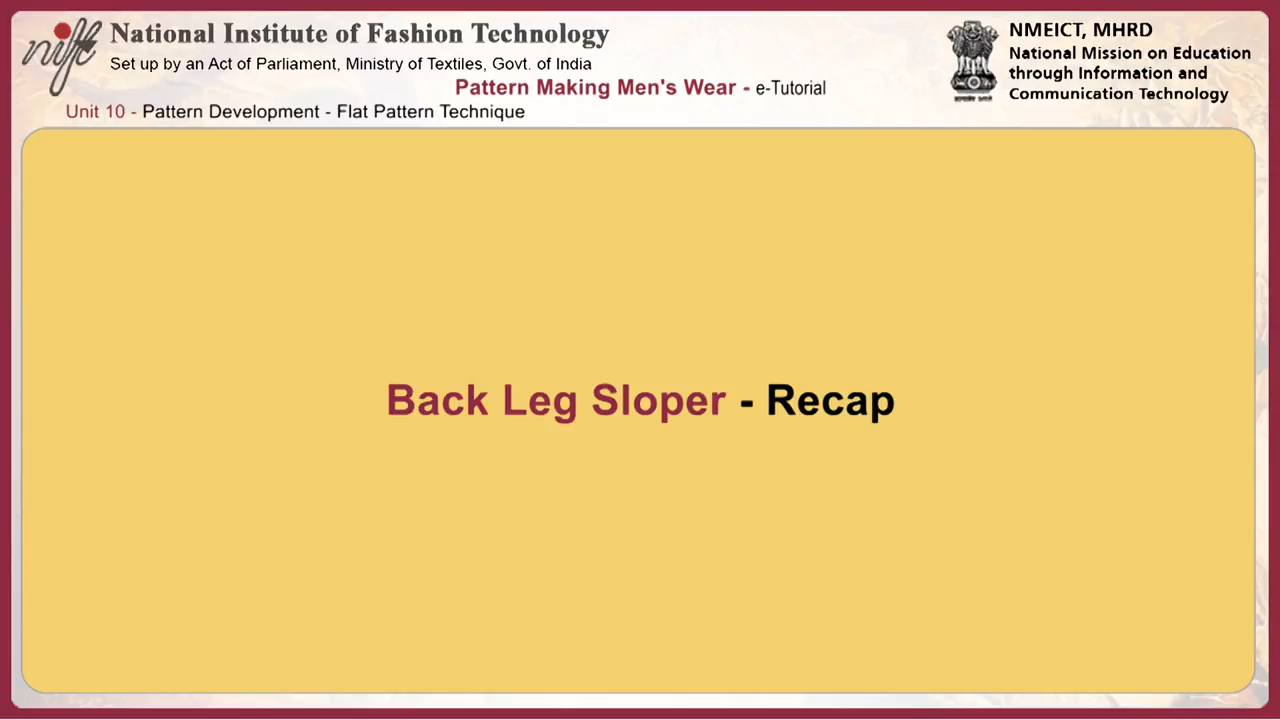 nift
National Institute of Fashion Technology
Set up by an Act of Parliament, Ministry of Textiles, Govt. of India
Pattern Making Men's Wear - e-Tutorial
Unit 10 - Pattern Development - Flat Pattern Technique
NMEICT, MHRD
National Mission on Education
through Information and
Communication Technology
Back Leg Sloper - Recap